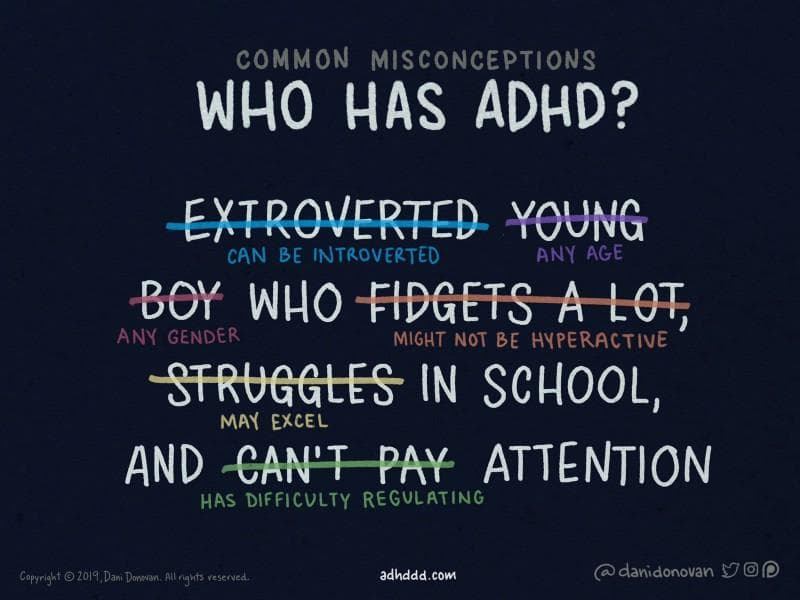 COMMON MISCONCEPTIONS
WHO HAS ADHD?
EXTROVERTED YOUNG
CAN BE INTROVERTED ANY AGE
BOY WHO FIDGETS A LOT,
ANY GENDER MIGHT NOT BE HYPERACTIVE
STRUGGLES IN SCHOOL,
MAY EXCEL
AND CAN'T PAY ATTENTION
HAS DIFFICULTY REGULATING
Copyright © 2019, Dani Donovan. All rights reserved. adhddd.com @danidonovan